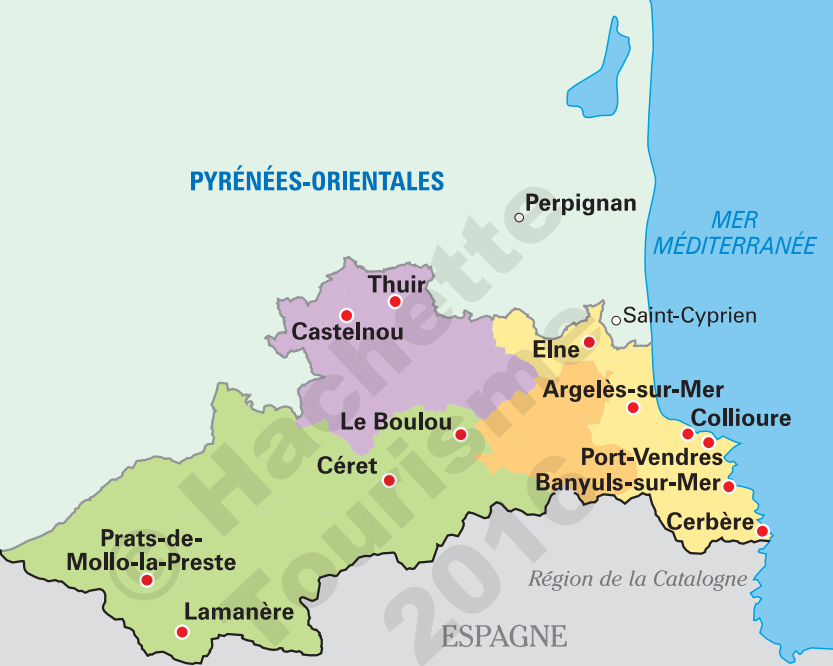 PYRÉNÉES-ORIENTALES
Perpignan
MER
MÉDITERRANÉE
Thuir
Castelnou
Saint-Cyprien
Elne
Argelès-sur-Mer
Le Boulou
Collioure
Céret
Port-Vendres
Banyuls-sur-Mer
Cerbère
Prats-de-
Mollo-la-Preste
Région de la Catalogne
Lamanère
ESPAGNE
© Hachette
Tourisme
2016